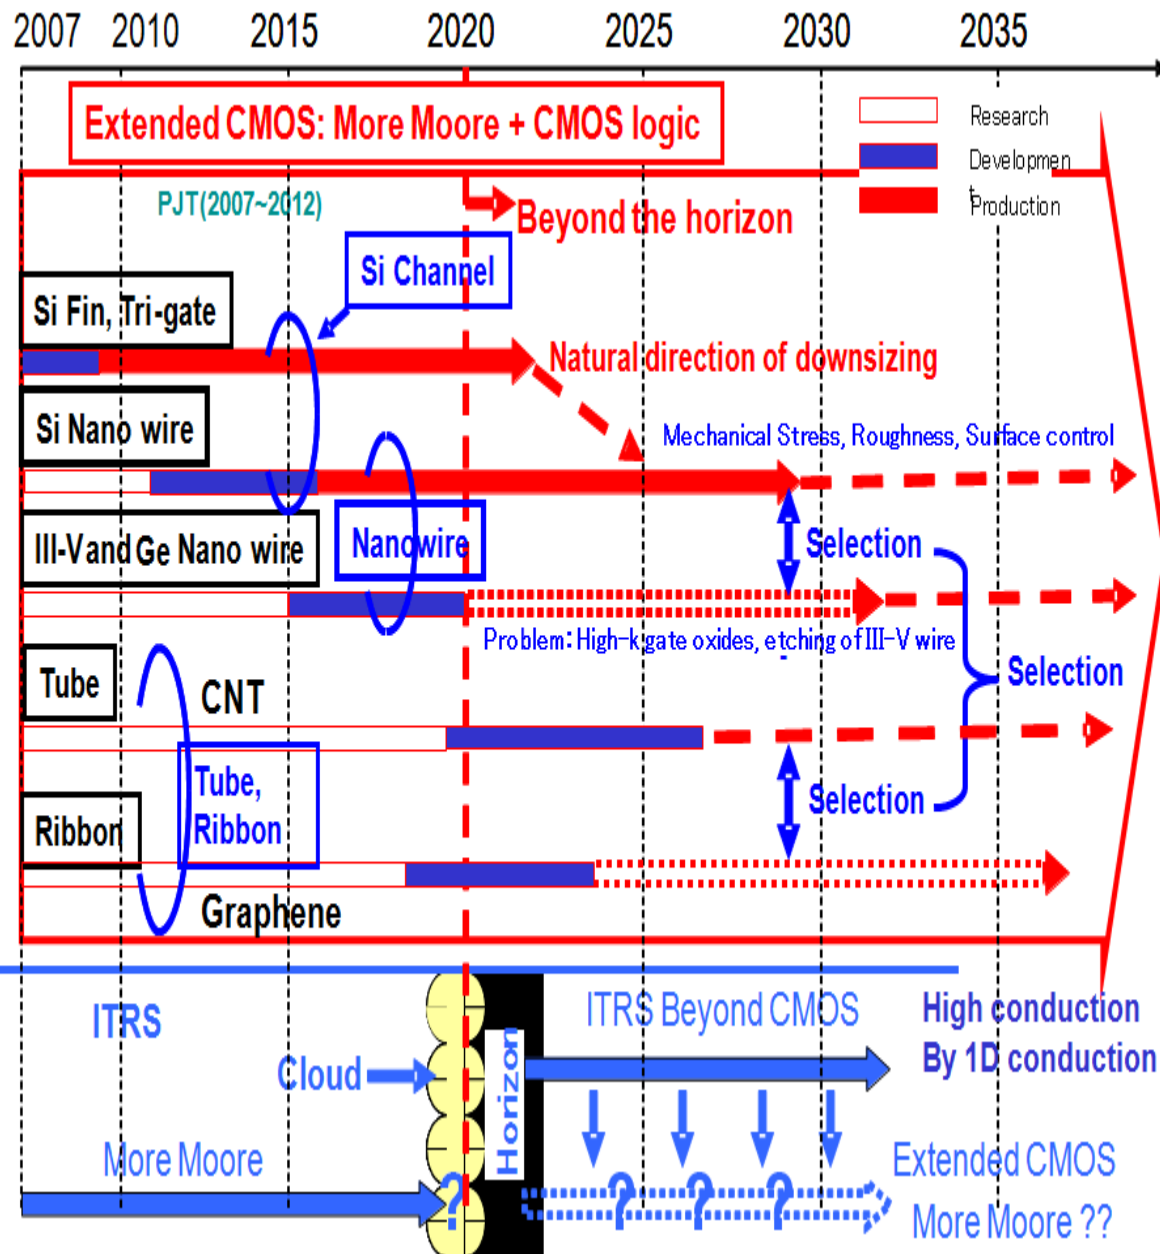 2007 2010 2015 2020 2025 2030 2035
Extended CMOS: More Moore + CMOS logic
Research
Developmen
t
Production
PJT(2007~2012)
Beyond the horizon
Si Channel
Si Fin, Tri-gate
Natural direction of downsizing
Si Nano wire
Mechanical Stress, Roughness, Surface control
III-V and Ge Nano wire
Nanowire
Selection
Problem: High-k gate oxides, etching of III-V wire
Tube
CNT
Selection
Tube,
Ribbon
Selection
Ribbon
Graphene
ITRS
ITRS Beyond CMOS
High conduction
By 1D conduction
Cloud
Horizon
More Moore
?
? ? ?
Extended CMOS
More Moore ??